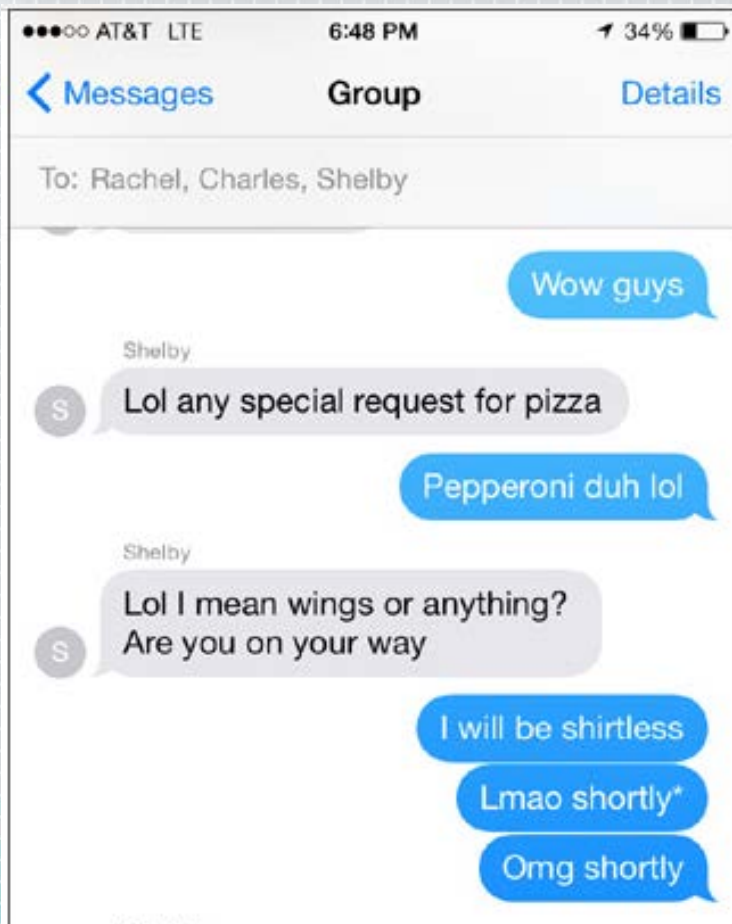 AT&T LTE 6:48 PM 34%
Messages Group Details
To: Rachel, Charles, Shelby
Wow guys
Shelby
S
Lol any special request for pizza
Pepperoni duh lol
Shelby
Lol I mean wings or anything?
Are you on your way
S
I will be shirtless
Lmao shortly*
Omg shortly